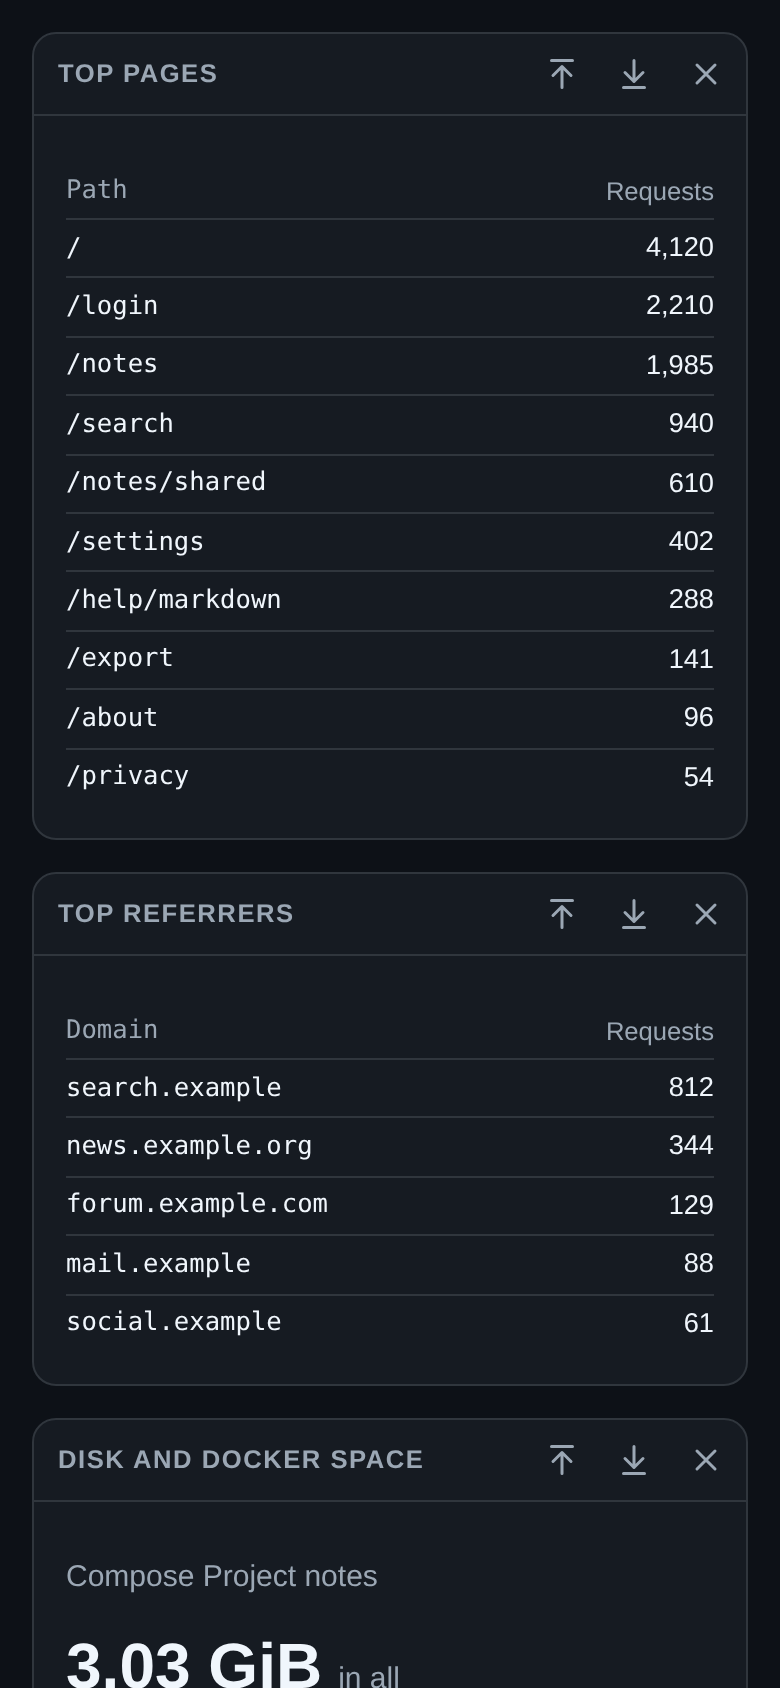 TOP PAGES
Path Requests
/ 4,120
/login 2,210
/notes 1,985
/search 940
/notes/shared 610
/settings 402
/help/markdown 288
/export 141
/about 96
/privacy 54
TOP REFERRERS
Domain Requests
search.example 812
news.example.org 344
forum.example.com 129
mail.example 88
social.example 61
DISK AND DOCKER SPACE
Compose Project notes
3.03 GiB in all